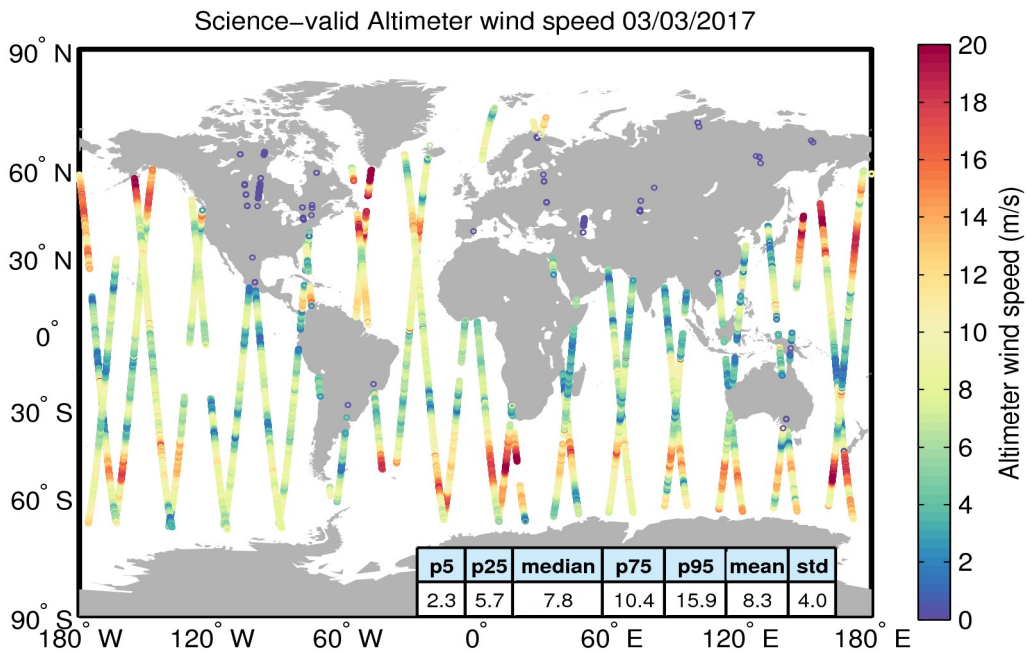 Science−valid Altimeter wind speed 03/03/2017
90° N
60° N
30° N
0°
30° S
60° S
90° S
180° W
120° W
60° W
0°
60° E
120° E
180° E
p5 p25 median p75 p95 mean std
2.3 5.7 7.8 10.4 15.9 8.3 4.0
20
18
16
14
12
10
8
6
4
2
0
Altimeter wind speed (m/s)